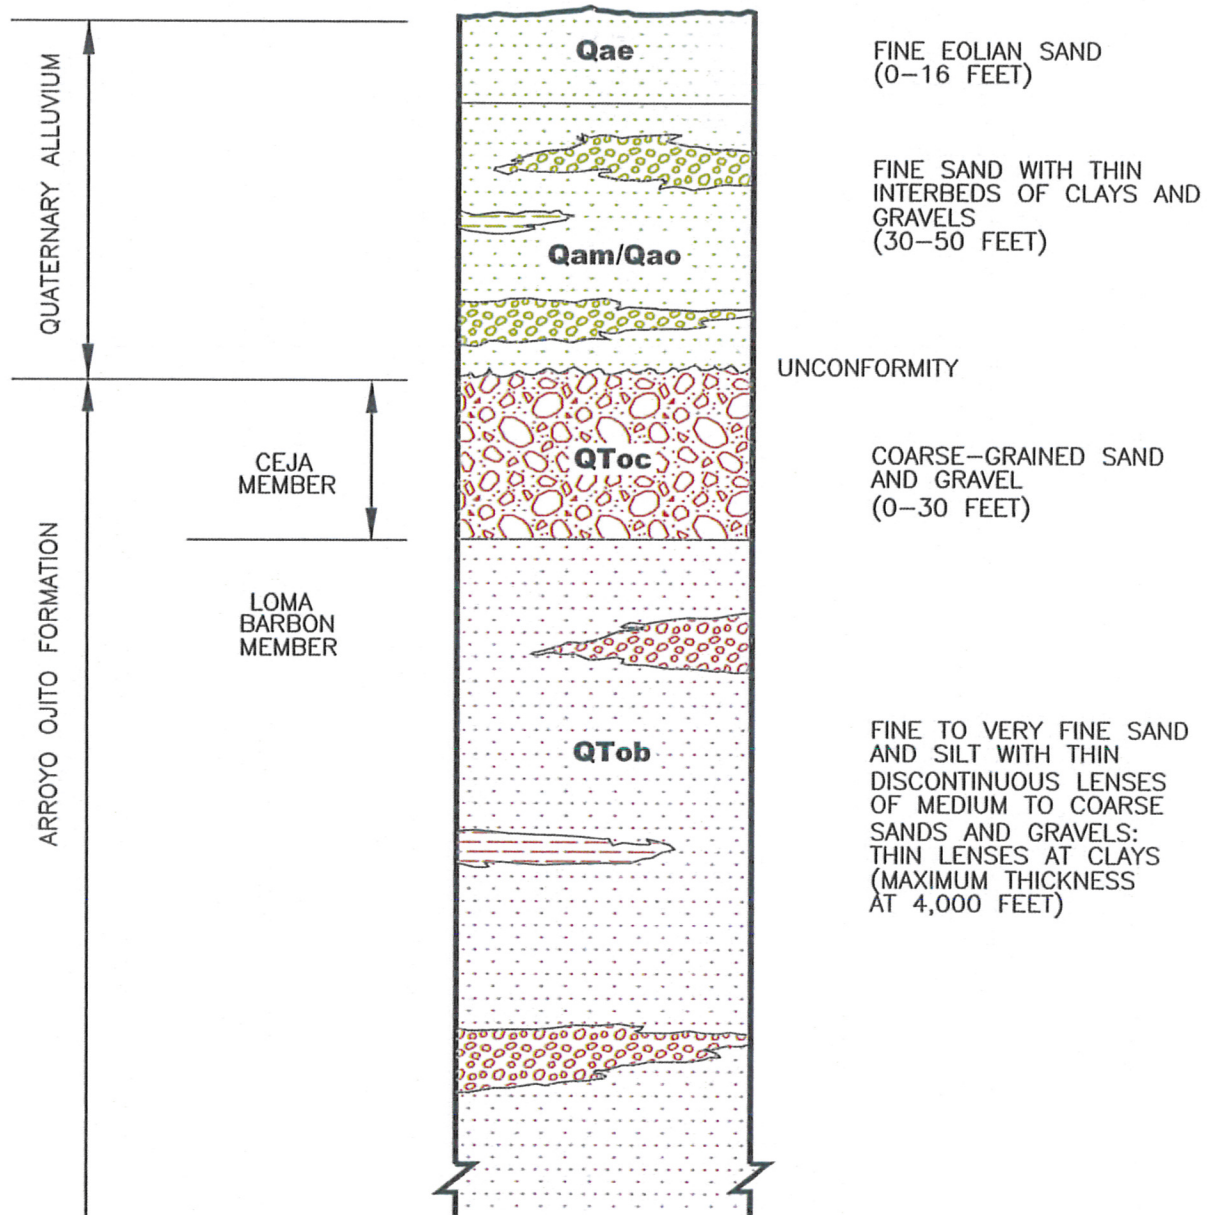 QUATERNARY ALLUVIUM
Qae
FINE EOLIAN SAND
(0–16 FEET)
FINE SAND WITH THIN
INTERBEDS OF CLAYS AND
GRAVELS
(30–50 FEET)
Qam/Qao
UNCONFORMITY
ARROYO OJITO FORMATION
CEJA
MEMBER
QToc
COARSE–GRAINED SAND
AND GRAVEL
(0–30 FEET)
LOMA
BARBON
MEMBER
QTob
FINE TO VERY FINE SAND
AND SILT WITH THIN
DISCONTINUOUS LENSES
OF MEDIUM TO COARSE
SANDS AND GRAVELS:
THIN LENSES AT CLAYS
(MAXIMUM THICKNESS
AT 4,000 FEET)